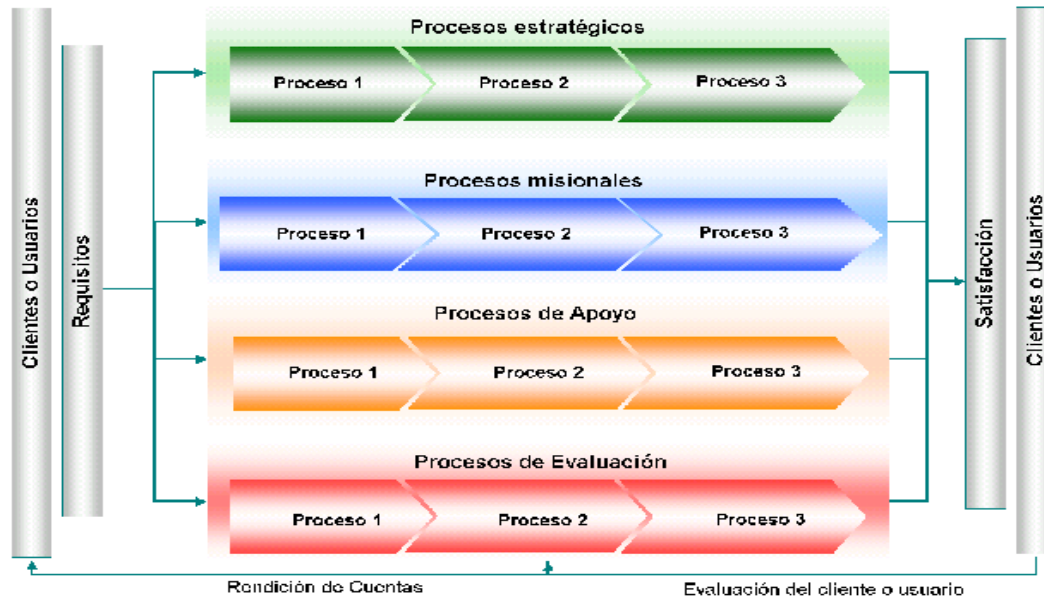 Clientes o Usuarios
Requisitos
Procesos estratégicos
Proceso 1
Proceso 2
Proceso 3
Procesos misionales
Proceso 1
Proceso 2
Proceso 3
Procesos de Apoyo
Proceso 1
Proceso 2
Proceso 3
Procesos de Evaluación
Proceso 1
Proceso 2
Proceso 3
Satisfacción
Clientes o Usuarios
Rendición de Cuentas
Evaluación del cliente o usuario